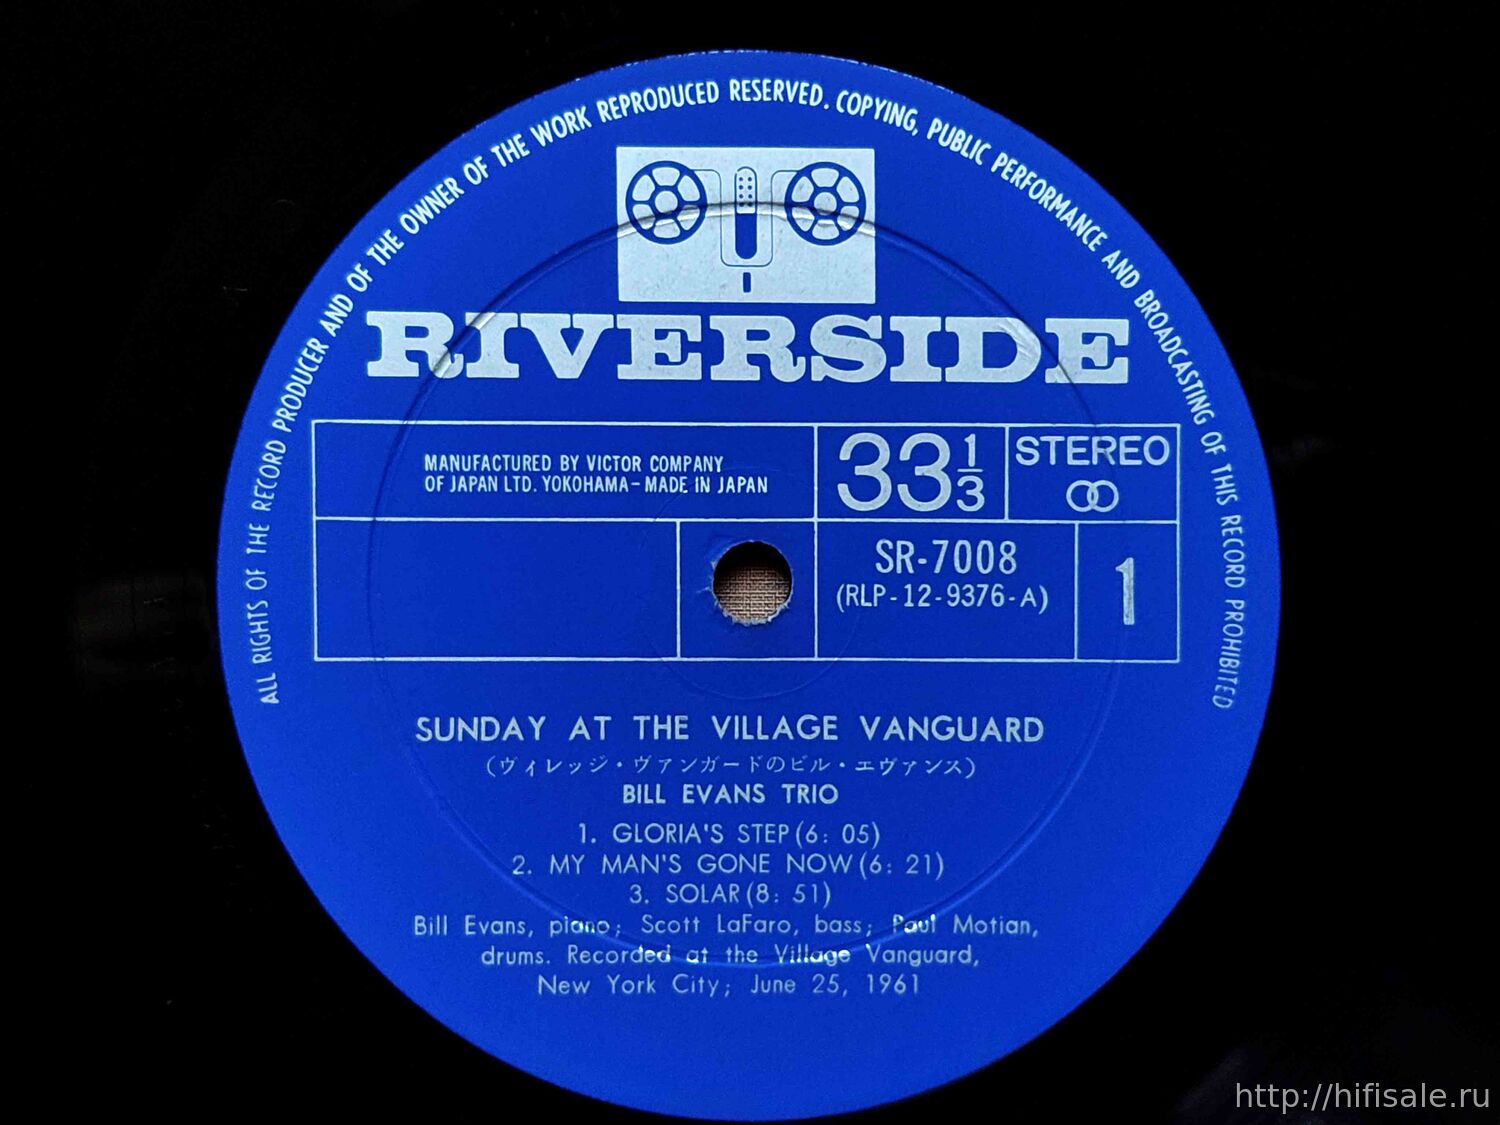 ALL RIGHTS OF THE RECORD PRODUCER AND OF THE OWNER OF THE WORK REPRODUCED RESERVED. COPYING, PUBLIC PERFORMANCE AND BROADCASTING OF THIS RECORD PROHIBITED
RIVERSIDE
MANUFACTURED BY VICTOR COMPANY
OF JAPAN LTD. YOKOHAMA-MADE IN JAPAN
33 1/3
STEREO
SR-7008
(RLP-12-9376-A)
1
SUNDAY AT THE VILLAGE VANGUARD
(ヴィレッジ・ヴァンガードのビル・エヴァンス)
BILL EVANS TRIO
1. GLORIA'S STEP(6: 05)
2. MY MAN'S GONE NOW(6: 21)
3. SOLAR(8: 51)
Bill Evans, piano; Scott LaFaro, bass; Paul Motian,
drums. Recorded at the Village Vanguard,
New York City; June 25, 1961
http://hifisale.ru